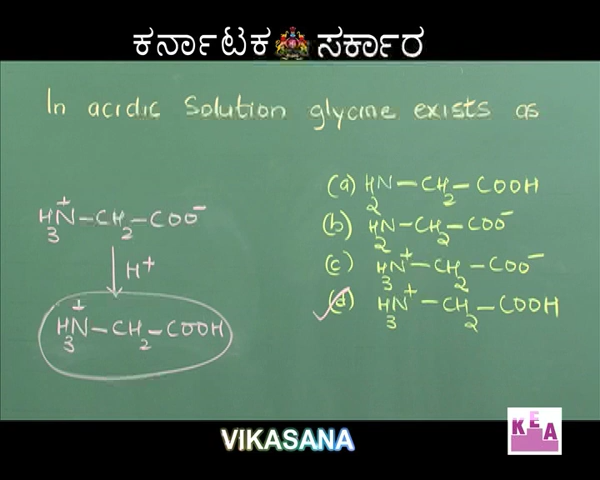 ಕರ್ನಾಟಕ ಸರ್ಕಾರ
In acidic Solution glycine exists as
H₃N⁺–CH₂–COO⁻
↓ H⁺
H₃N⁺–CH₂–COOH
(a) H₂N–CH₂–COOH
(b) H₂N–CH₂–COO⁻
(c) H₃N⁺–CH₂–COO⁻
(d) H₃N⁺–CH₂–COOH
KEA
VIKASANA